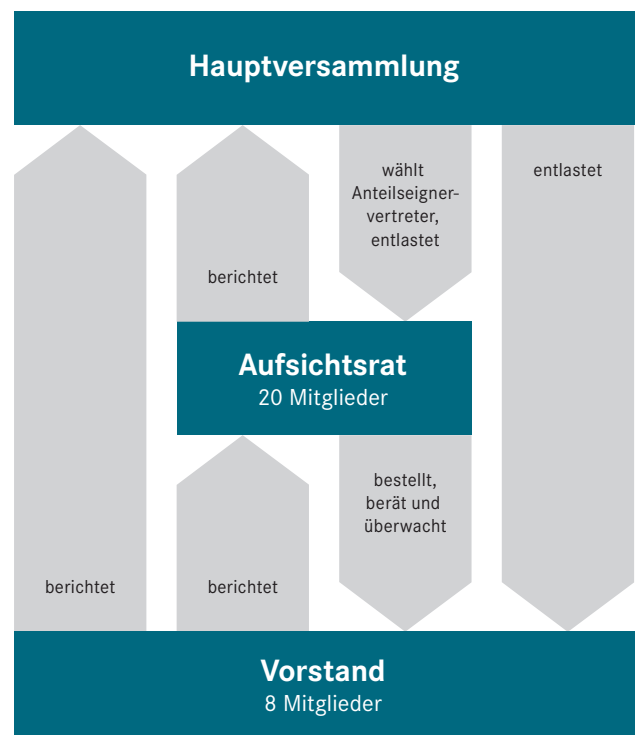 Hauptversammlung
wählt
Anteilseigner-
vertreter,
entlastet
entlastet
berichtet
Aufsichtsrat
20 Mitglieder
bestellt,
berät und
überwacht
berichtet
berichtet
Vorstand
8 Mitglieder